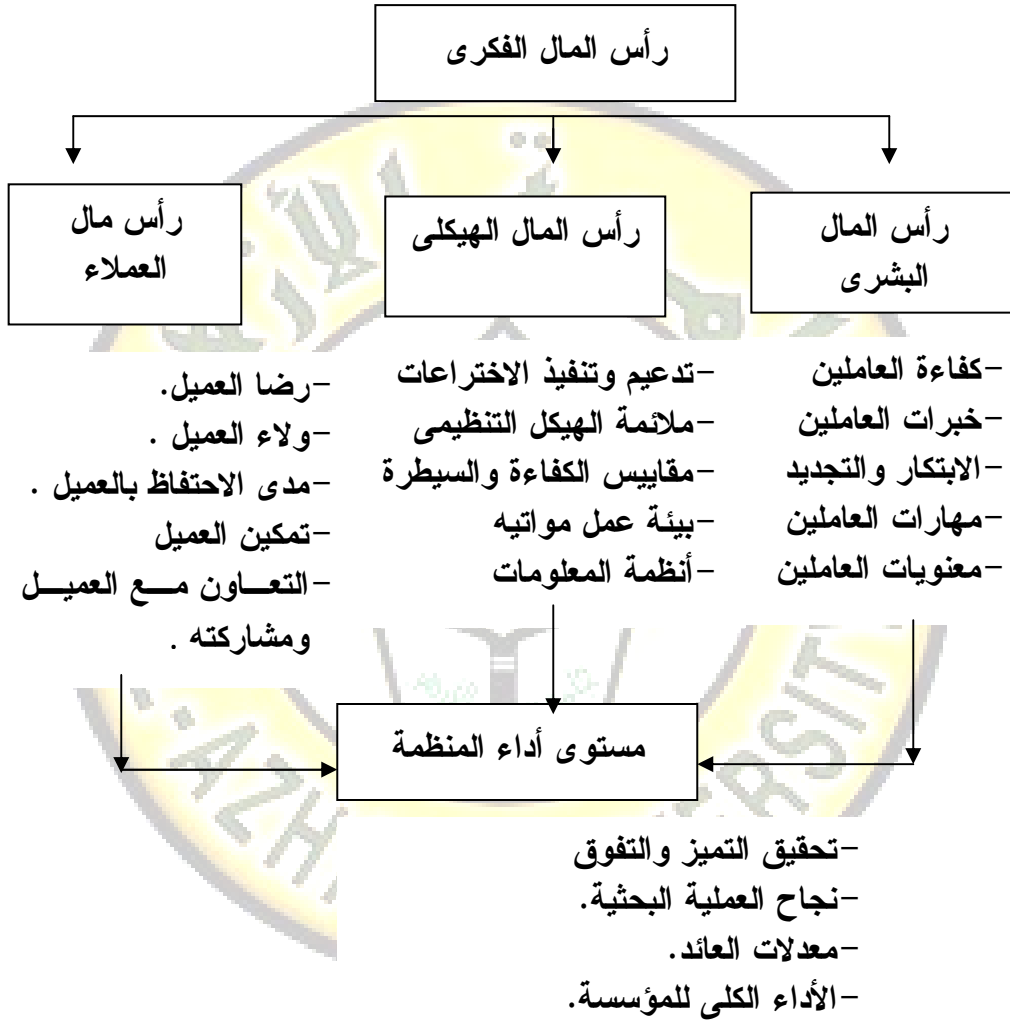 رأس المال الفكرى
رأس المال
البشرى
رأس المال الهيكلى
رأس مال
العملاء
-كفاءة العاملين
-خبرات العاملين
-الابتكار والتجديد
-مهارات العاملين
-معنويات العاملين
-تدعيم وتنفيذ الاختراعات
-ملائمة الهيكل التنظيمى
-مقاييس الكفاءة والسيطرة
-بيئة عمل مواتيه
-أنظمة المعلومات
-رضا العميل.
-ولاء العميل .
-مدى الاحتفاظ بالعميل .
-تمكين العميل
-التعـــاون مـــع العميـــل
ومشاركته .
مستوى أداء المنظمة
-تحقيق التميز والتفوق
-نجاح العملية البحثية.
-معدلات العائد.
-الأداء الكلى للمؤسسة.